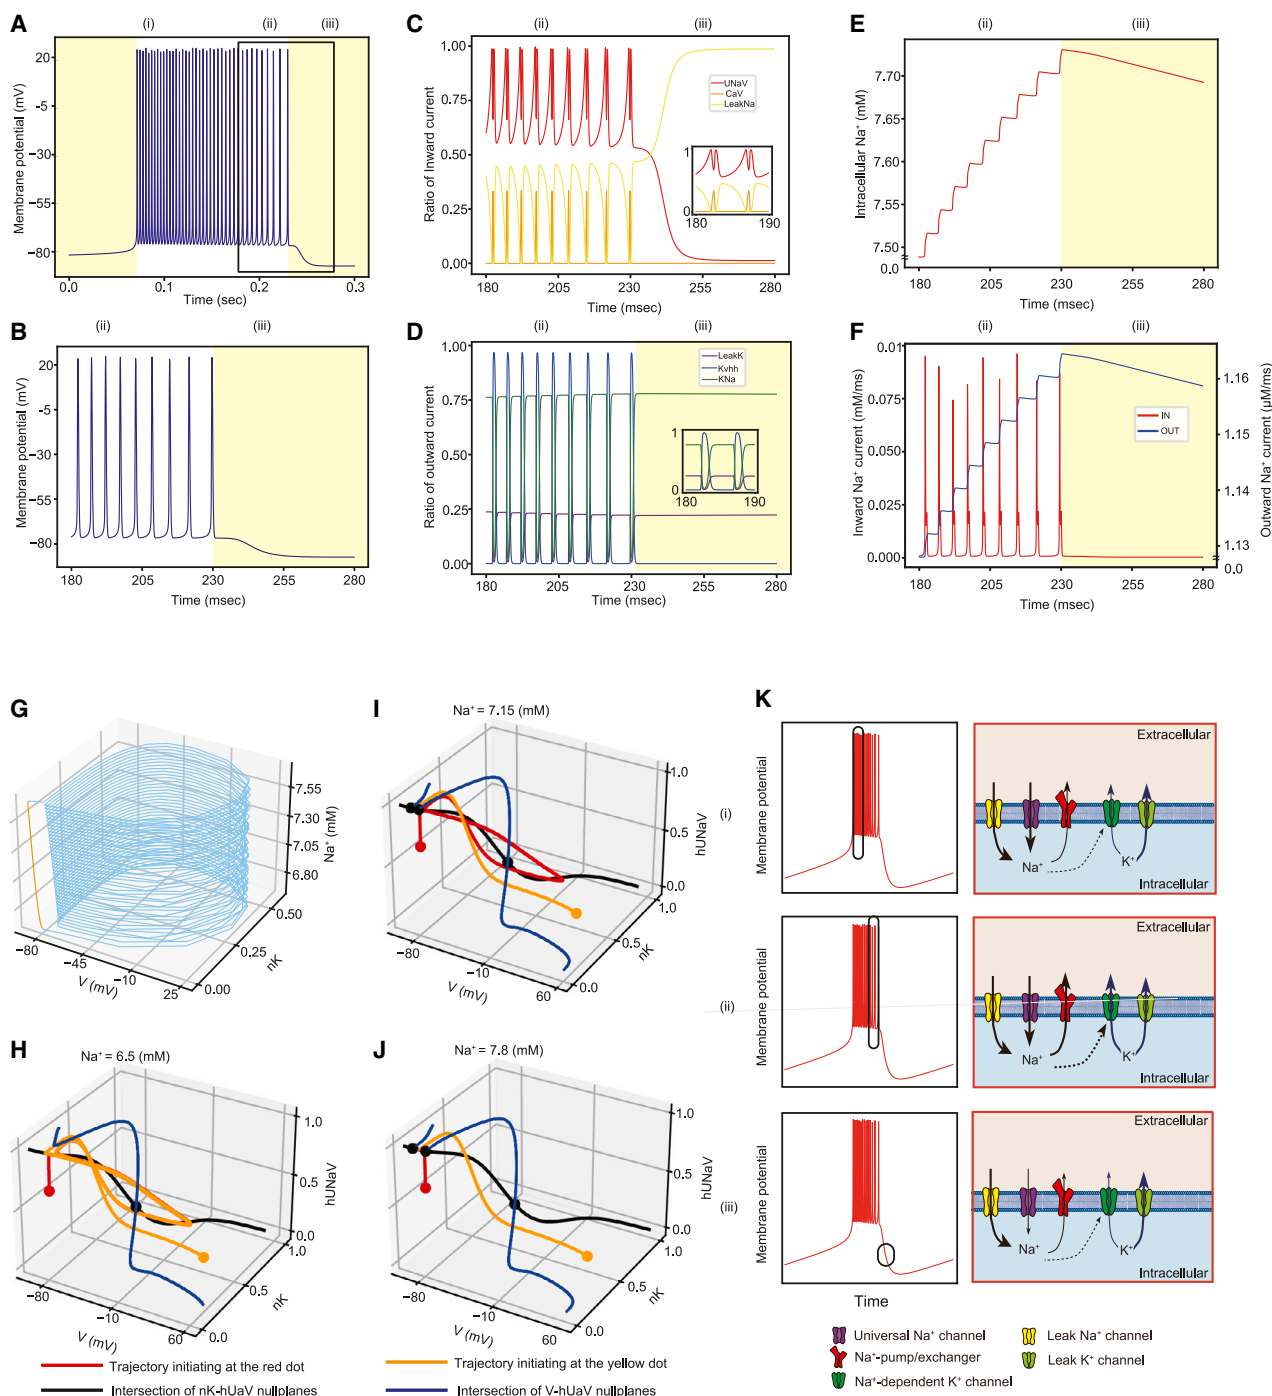 A
(i)
(ii)
(iii)
Membrane potential (mV)
20
−5
−30
−55
−80
0.0
0.1
0.2
0.3
Time (sec)
B
(ii)
(iii)
Membrane potential (mV)
20
−5
−30
−55
−80
180
205
230
255
280
Time (msec)
C
(ii)
(iii)
Ratio of Inward current
1.00
0.75
0.50
0.25
0.00
UNaV
CaV
LeakNa
1
0
180
190
180
205
230
255
280
Time (msec)
D
(ii)
(iii)
Ratio of outward current
1.00
0.75
0.50
0.25
0.00
LeakK
Kvhh
KNa
1
0
180
190
180
205
230
255
280
Time (msec)
E
(ii)
(iii)
Intracellular Na⁺ (mM)
7.70
7.60
7.55
7.50
0.0
180
205
230
255
280
Time (msec)
F
(ii)
(iii)
Inward Na⁺ current (mM/ms)
0.01
0.075
0.050
0.025
0.000
IN
OUT
1.16
1.15
1.14
1.13
0.0
Outward Na⁺ current (μM/ms)
180
205
230
255
280
Time (msec)
G
7.55
7.30
7.05
6.80
Na⁺ (mM)
0.50
0.25
0.00
nK
−80
−45
−10
25
V (mV)
H
Na⁺ = 6.5 (mM)
1.0
0.5
0.0
hUNaV
1.0
0.5
0.0
nK
−80
−10
60
V (mV)
I
Na⁺ = 7.15 (mM)
1.0
0.5
0.0
hUNaV
1.0
0.5
0.0
nK
−80
−10
60
V (mV)
J
Na⁺ = 7.8 (mM)
1.0
0.5
0.0
hUNaV
1.0
0.5
0.0
nK
−80
−10
60
V (mV)
Trajectory initiating at the red dot
Trajectory initiating at the yellow dot
Intersection of nK-hUaV nullplanes
Intersection of V-hUaV nullplanes
K
(i)
Membrane potential
Extracellular
Na⁺
K⁺
Intracellular
(ii)
Membrane potential
Extracellular
Na⁺
K⁺
Intracellular
(iii)
Membrane potential
Extracellular
Na⁺
K⁺
Intracellular
Time
Universal Na⁺ channel
Leak Na⁺ channel
Na⁺-pump/exchanger
Leak K⁺ channel
Na⁺-dependent K⁺ channel